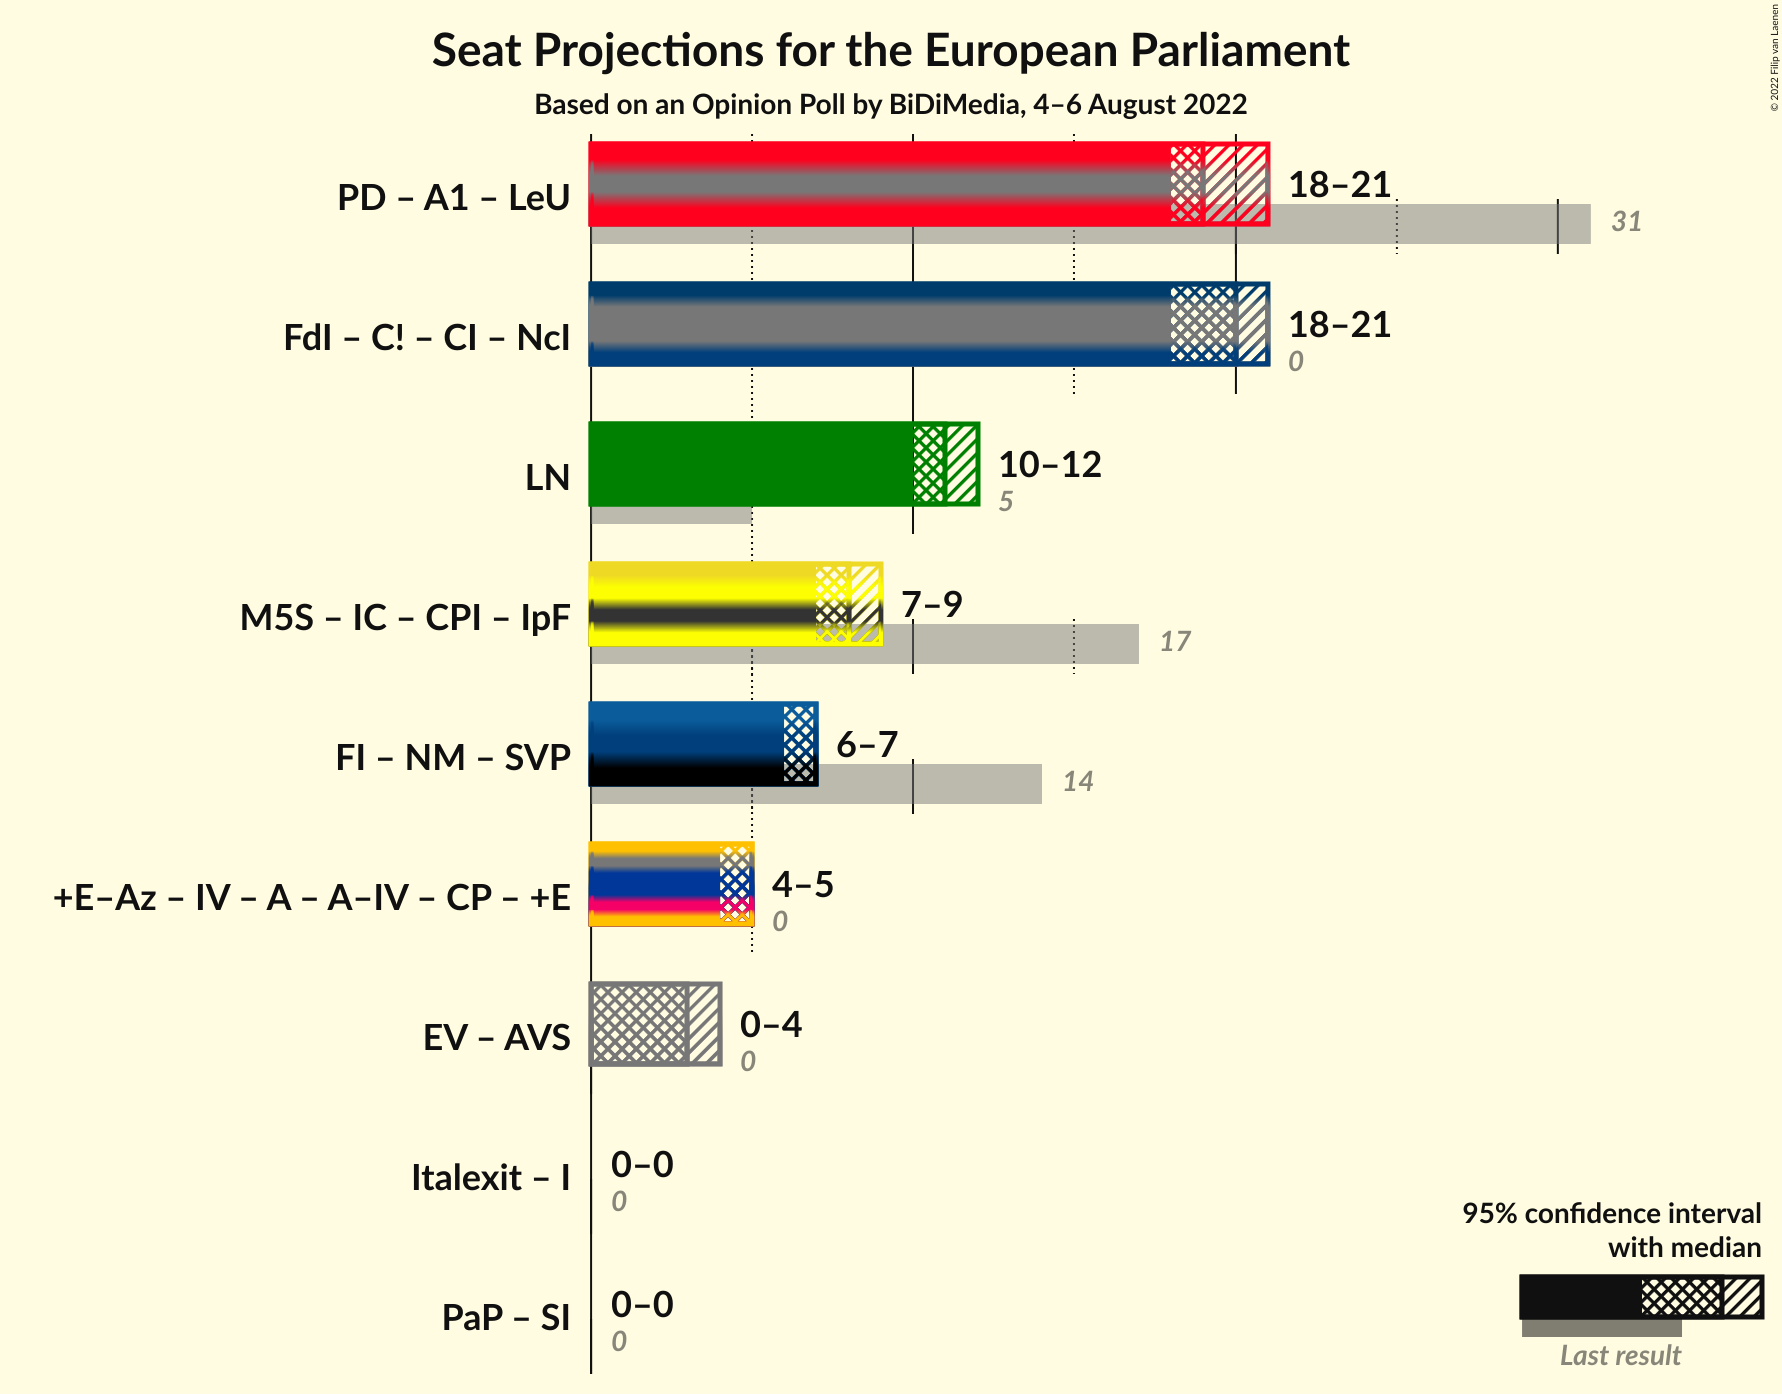 Seat Projections for the European Parliament
Based on an Opinion Poll by BiDiMedia, 4–6 August 2022
© 2022 Filip van Laenen
PD – A1 – LeU
18–21
31
FdI – C! – CI – NcI
18–21
0
LN
10–12
5
M5S – IC – CPI – IpF
7–9
17
FI – NM – SVP
6–7
14
+E–Az – IV – A – A–IV – CP – +E
4–5
0
EV – AVS
0–4
0
Italexit – I
0–0
0
PaP – SI
0–0
0
95% confidence interval
with median
Last result